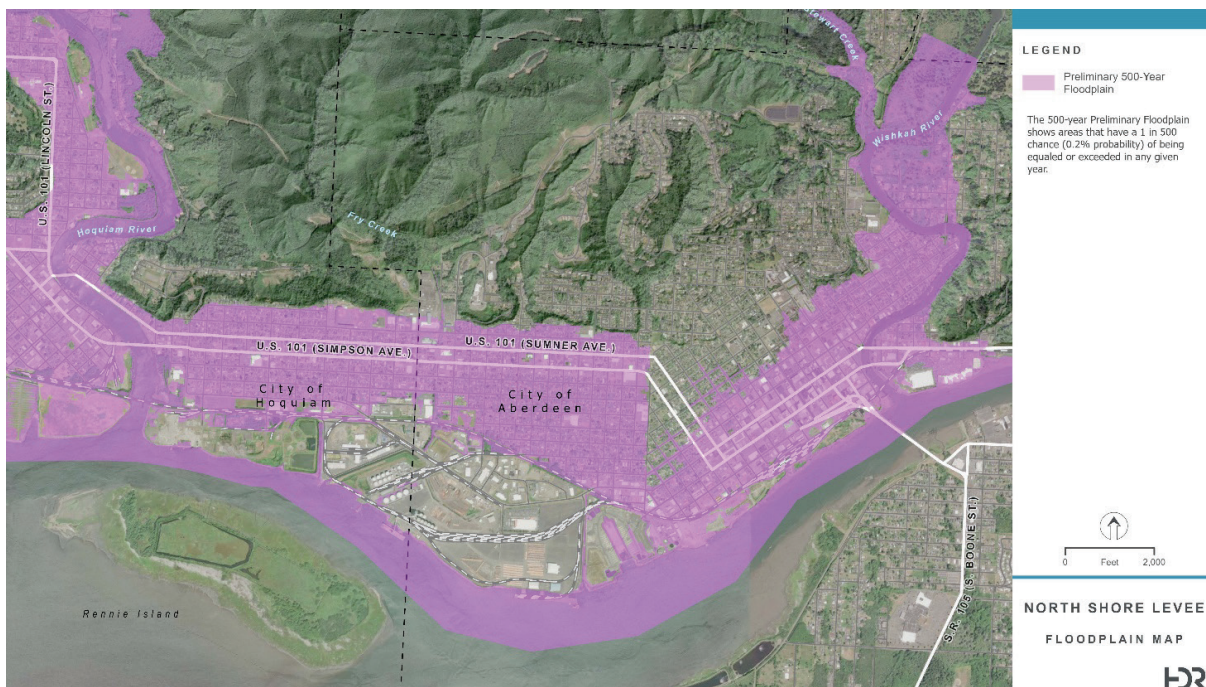 Stewart Creek
Wishkah River
U.S. 101 (LINCOLN ST.)
Hoquiam River
Fry Creek
U.S. 101 (SIMPSON AVE.)
U.S. 101 (SUMNER AVE.)
City of
Hoquiam
City of
Aberdeen
Rennie Island
S.R. 105 (S. BOONE ST.)
LEGEND
Preliminary 500-Year
Floodplain
The 500-year Preliminary Floodplain
shows areas that have a 1 in 500
chance (0.2% probability) of being
equaled or exceeded in any given
year.
0 Feet 2,000
NORTH SHORE LEVEE
FLOODPLAIN MAP
HDR